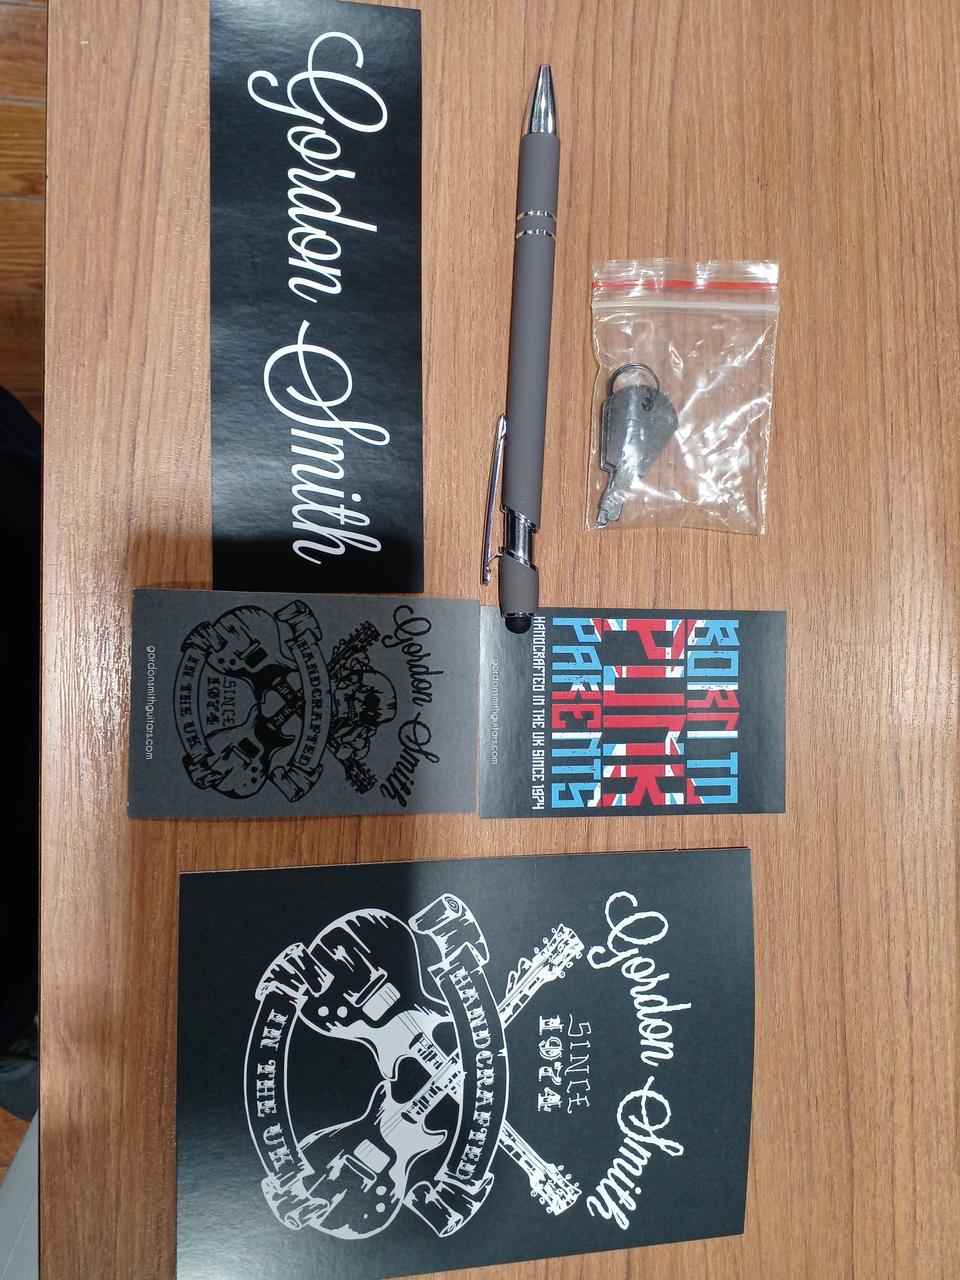 Gordon Smith
Gordon Smith
HANDCRAFTED
SINCE
1974
IN THE UK
gordonsmithguitars.com
BORN TO
PUNK
PARENTS
HANDCRAFTED IN THE UK SINCE 1974
gordonsmithguitars.com
Gordon Smith
SINCE
1974
HANDCRAFTED
IN THE UK